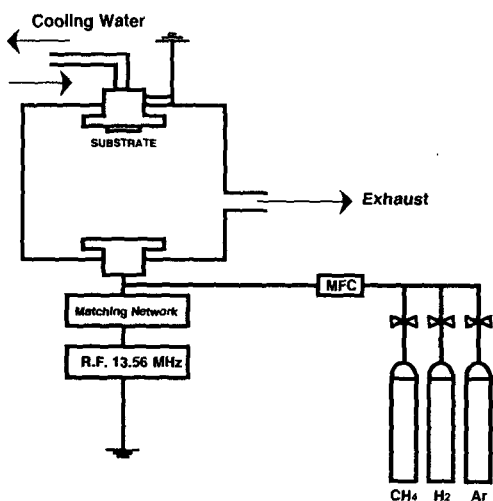 Cooling Water
SUBSTRATE
Exhaust
MFC
Matching Network
R.F. 13.56 MHz
CH₄ H₂ Ar